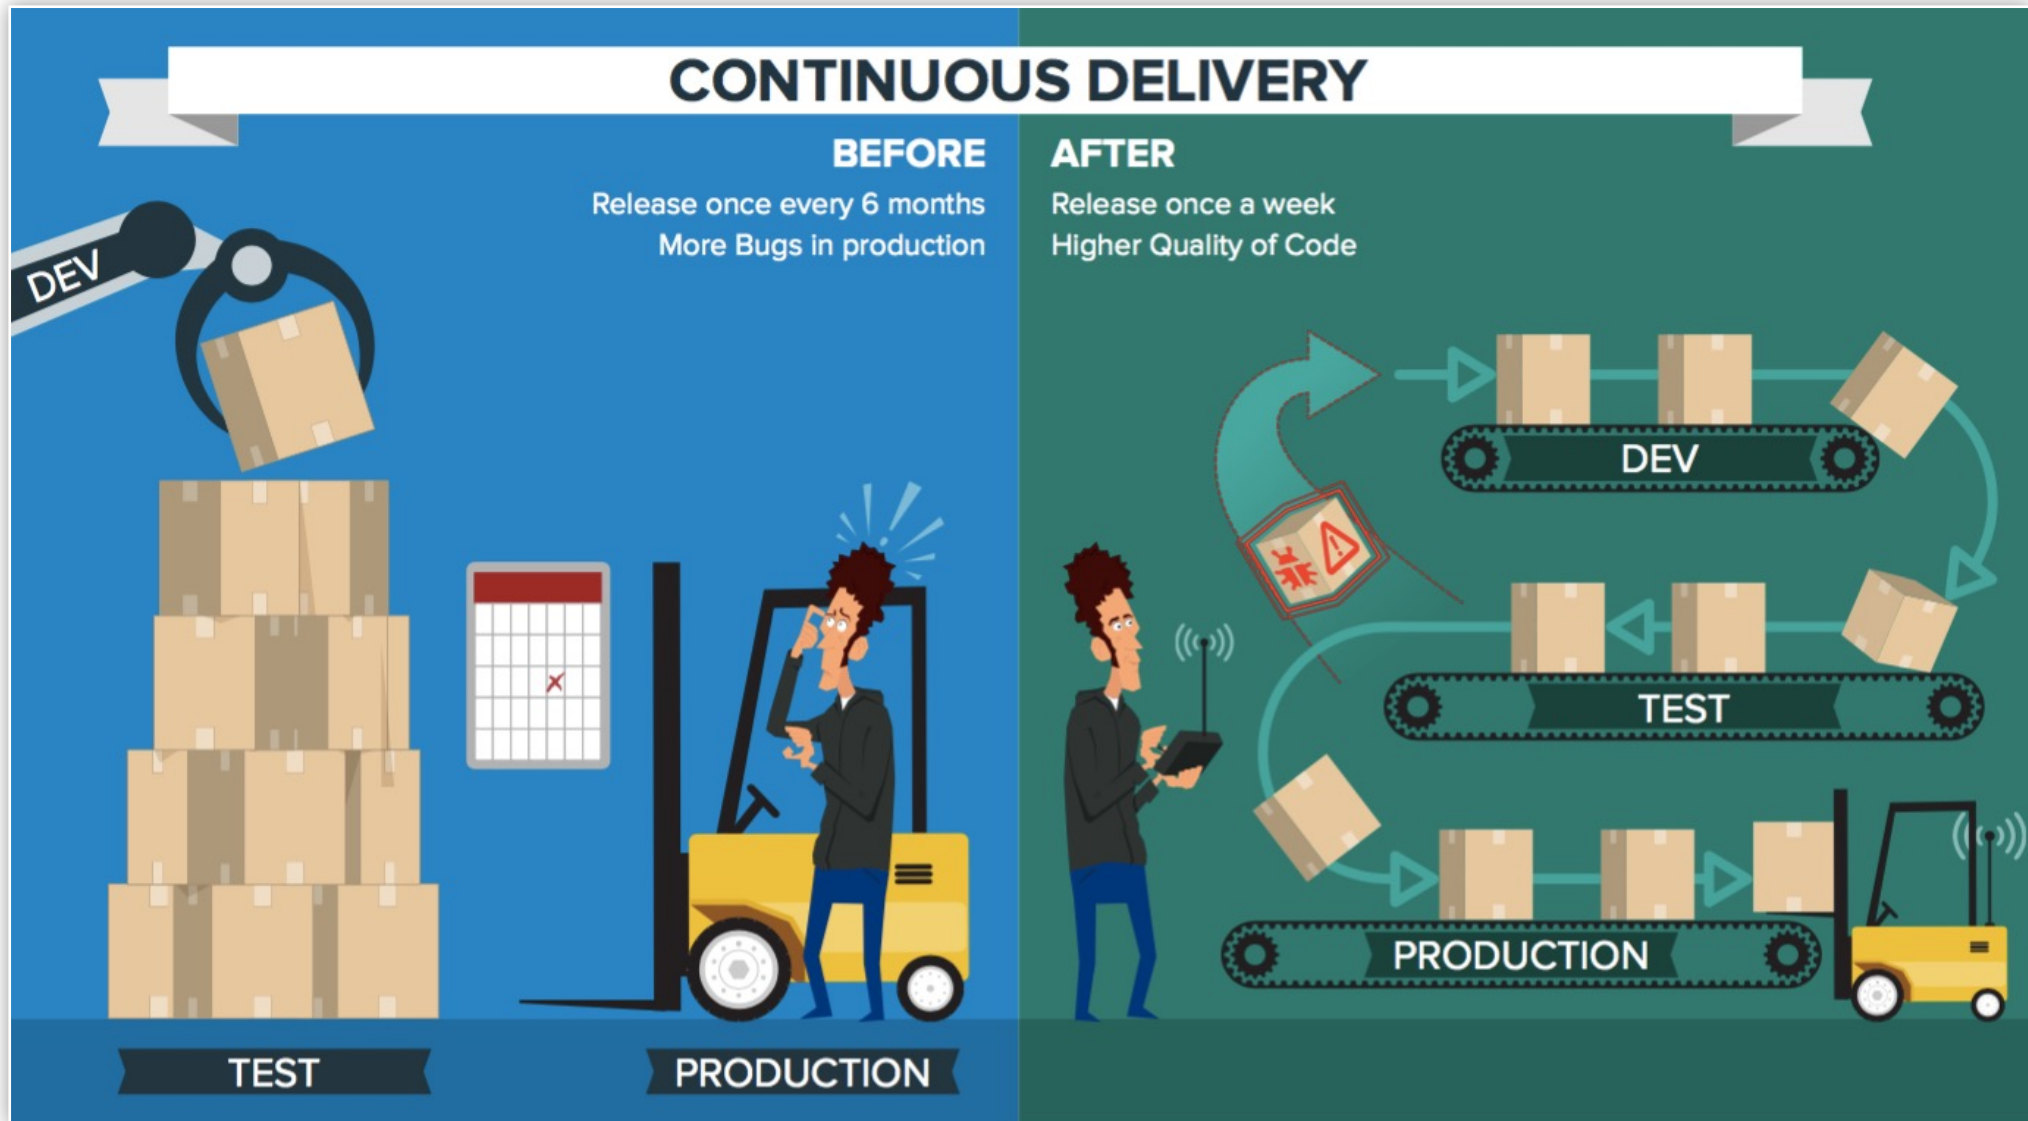 CONTINUOUS DELIVERY
BEFORE
Release once every 6 months
More Bugs in production
DEV
TEST
PRODUCTION
AFTER
Release once a week
Higher Quality of Code
DEV
TEST
PRODUCTION